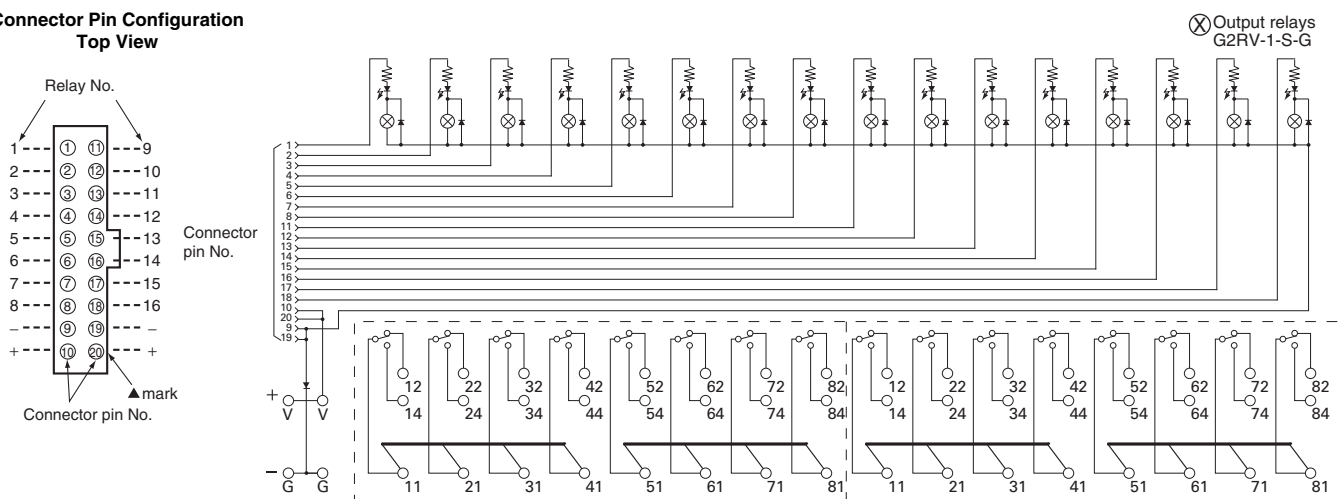 Connector Pin Configuration
Top View
Output relays
G2RV-1-S-G
Relay No.
1 1 11 9
2 2 12 10
3 3 13 11
4 4 14 12
5 5 15 13
6 6 16 14
7 7 17 15
8 8 18 16
– 9 19 –
+ 10 20 +
▲mark
Connector pin No.
Connector
pin No.
1
2
3
4
5
6
7
8
11
12
13
14
15
16
17
18
10
20
9
19
12 22 32 42 52 62 72 82 12 22 32 42 52 62 72 82
+ V V 14 24 34 44 54 64 74 84 14 24 34 44 54 64 74 84
– G G 11 21 31 41 51 61 71 81 11 21 31 41 51 61 71 81